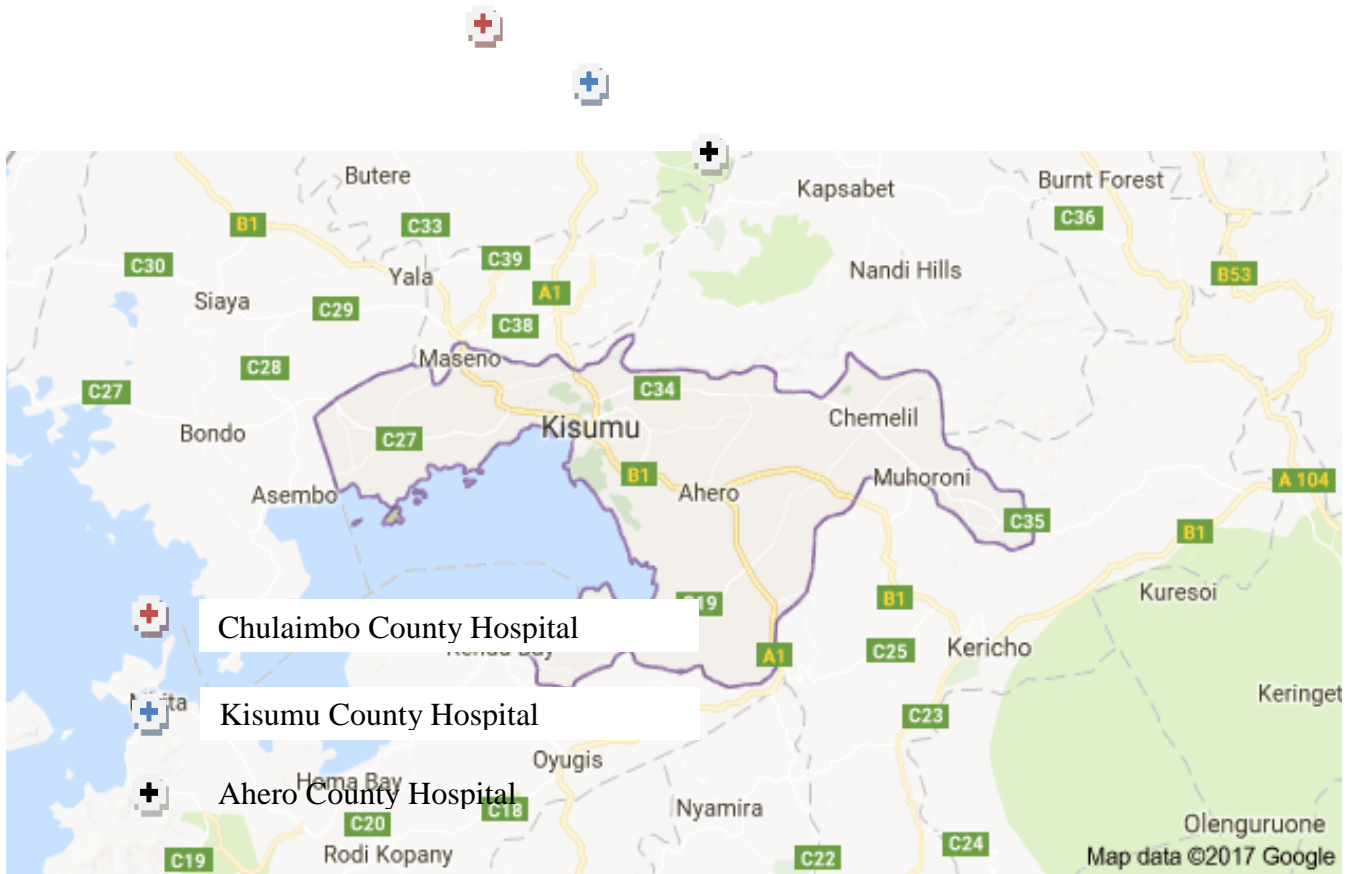 Butere
Kapsabet
Burnt Forest
B1
C33
C36
C30
Yala
C39
Nandi Hills
B53
Siaya
C29
A1
C38
Maseno
C28
C27
C34
Bondo
C27
Kisumu
Chemelil
Asembo
B1
Ahero
Muhoroni
A 104
C35
B1
19
B1
Kuresoi
Chulaimbo County Hospital
A1
C25
Kericho
Keringet
Kisumu County Hospital
C23
Oyugis
Homa Bay
Ahero County Hospital
C18
Nyamira
C20
Olenguruone
C19
Rodi Kopany
C22
C24
Map data ©2017 Google